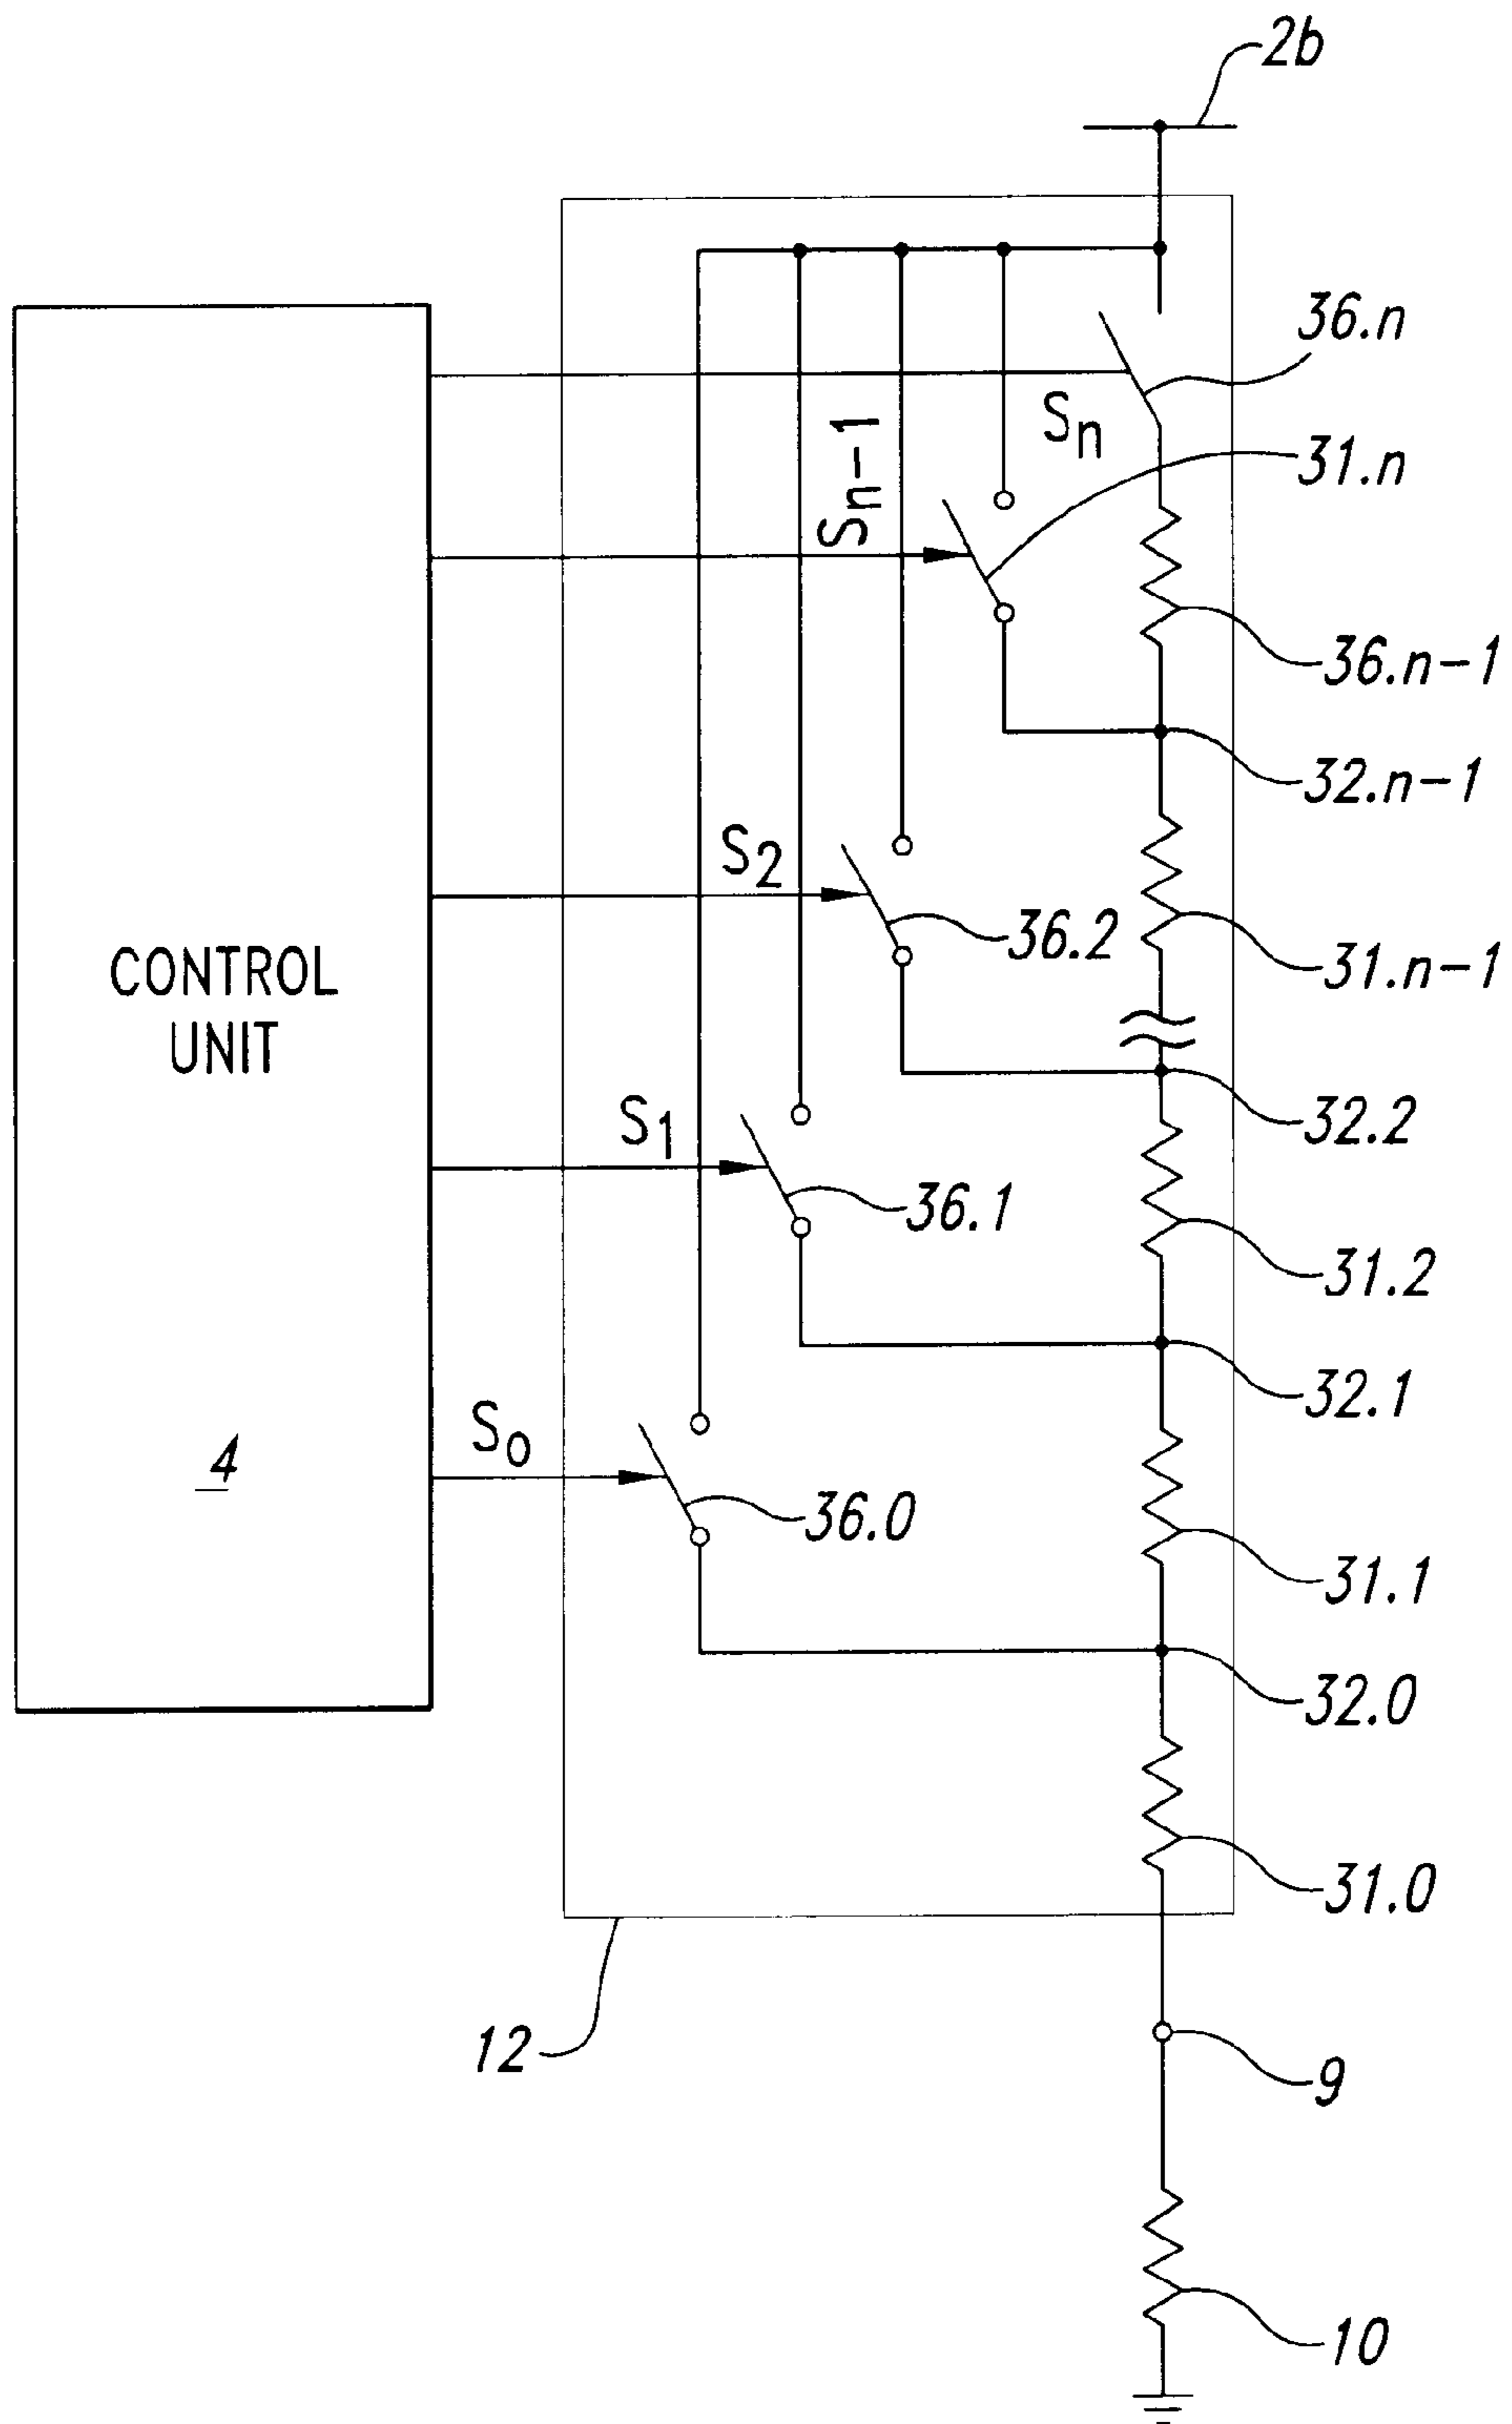 2b
36.n
Sn
Sn-1
31.n
36.n-1
32.n-1
S2
36.2
31.n-1
CONTROL
UNIT
S1
32.2
36.1
31.2
32.1
S0
4
36.0
31.1
32.0
31.0
12
9
10